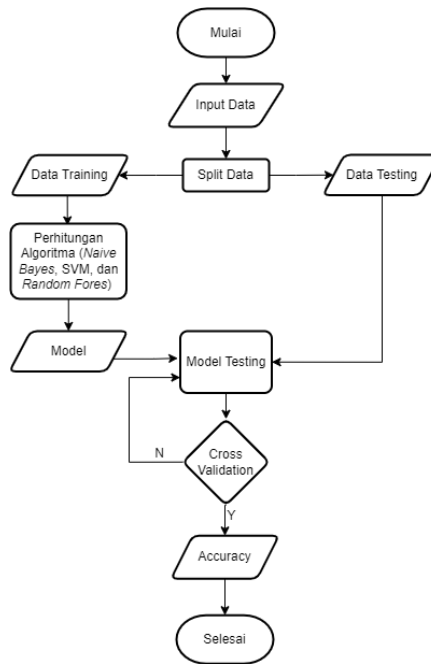 Mulai
Input Data
Split Data
Data Training
Data Testing
Perhitungan
Algoritma (Naive
Bayes, SVM, dan
Random Fores)
Model
Model Testing
N
Cross
Validation
Y
Accuracy
Selesai